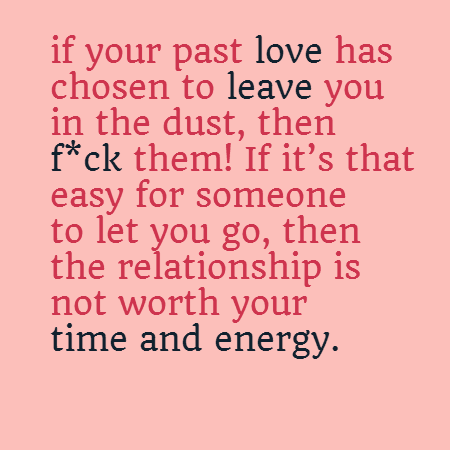 if your past love has
chosen to leave you
in the dust, then
f*ck them! If it's that
easy for someone
to let you go, then
the relationship is
not worth your
time and energy.